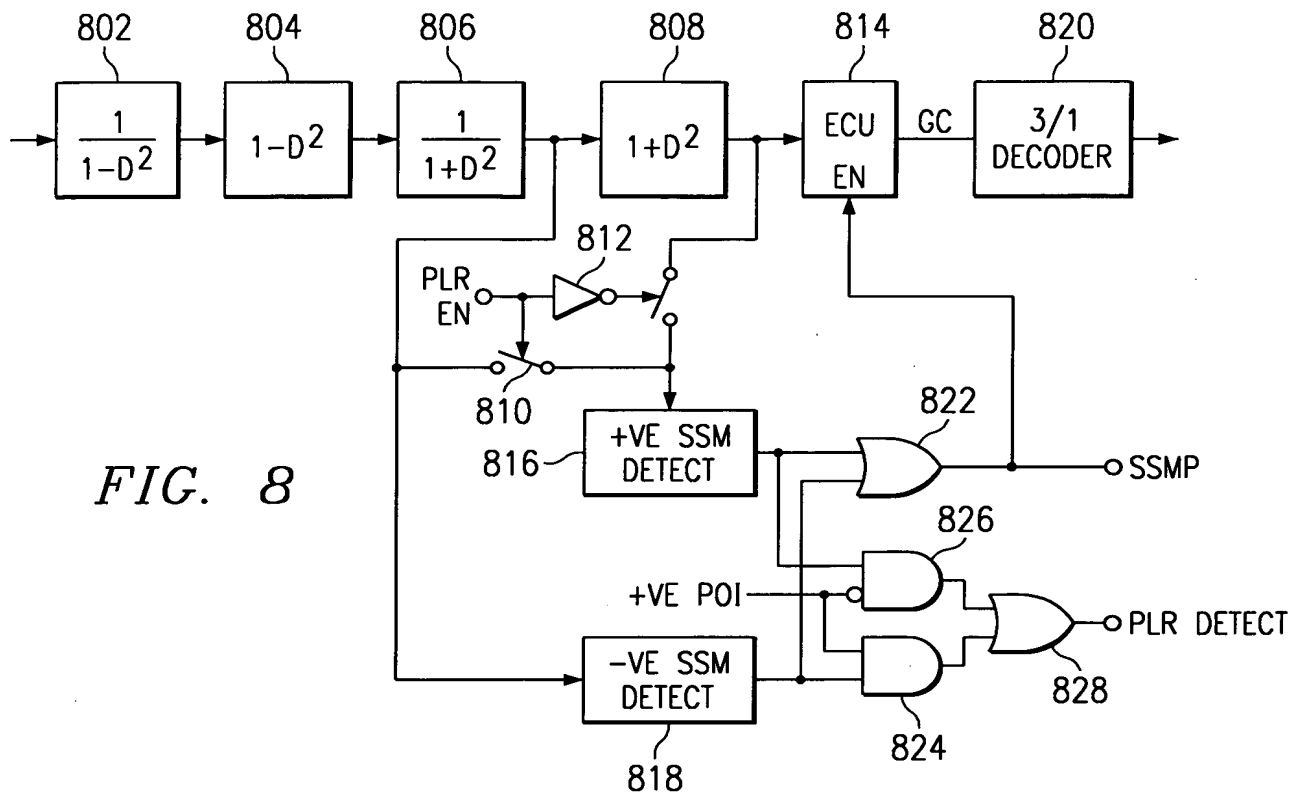 802
804
806
808
814
820
1
1-D²
1-D²
1
1+D²
1+D²
ECU
EN
GC
3/1
DECODER
812
PLR
EN
810
+VE SSM
DETECT
816
822
SSMP
FIG. 8
826
+VE POI
PLR DETECT
-VE SSM
DETECT
828
824
818